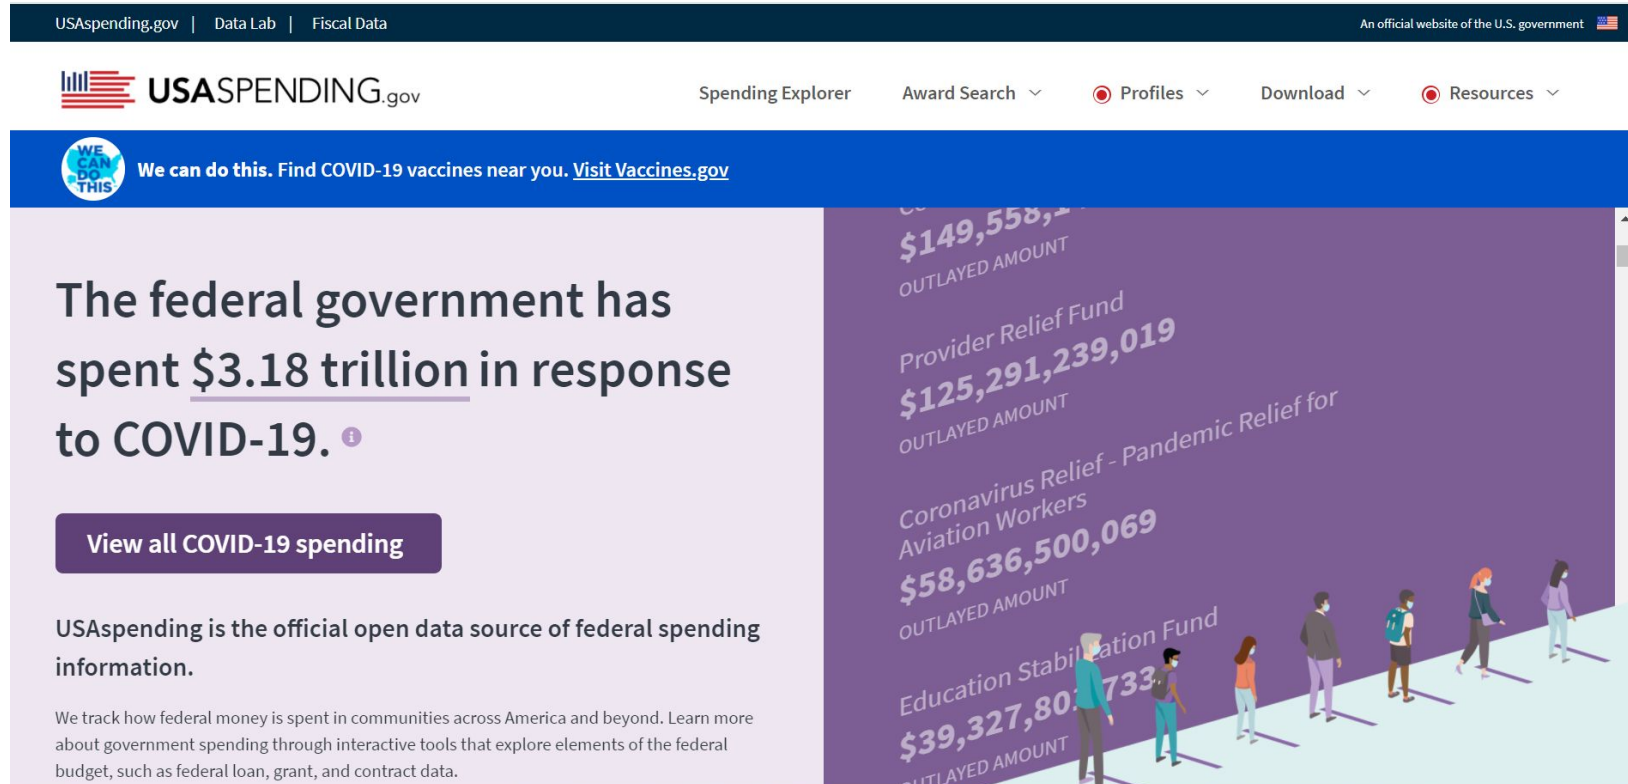 USAspending.gov | Data Lab | Fiscal Data
An official website of the U.S. government
USASPENDING.gov
Spending Explorer
Award Search
Profiles
Download
Resources
WE
CAN
DO
THIS
We can do this. Find COVID-19 vaccines near you. Visit Vaccines.gov
The federal government has
spent $3.18 trillion in response
to COVID-19.
View all COVID-19 spending
USAspending is the official open data source of federal spending
information.
We track how federal money is spent in communities across America and beyond. Learn more
about government spending through interactive tools that explore elements of the federal
budget, such as federal loan, grant, and contract data.
OUTLAYED AMOUNT
Provider Relief Fund
$125,291,239,019
OUTLAYED AMOUNT
Coronavirus Relief - Pandemic Relief for
Aviation Workers
$58,636,500,069
OUTLAYED AMOUNT
Education Fund
OUTLAYED AMOUNT